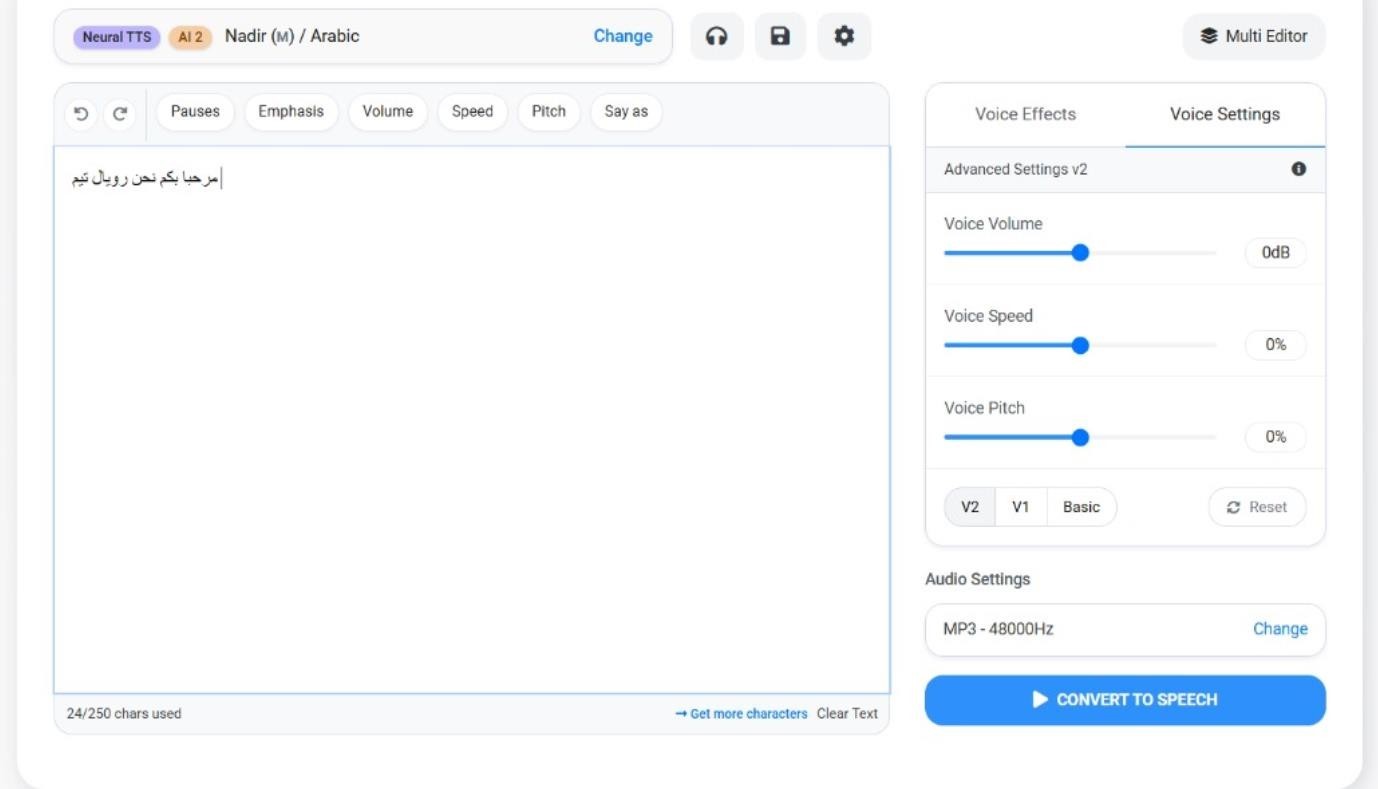 Neural TTS AI 2 Nadir (M) / Arabic Change Multi Editor
Pauses Emphasis Volume Speed Pitch Say as
مرحبا بكم نحن رويال تيم
24/250 chars used → Get more characters Clear Text
Voice Effects Voice Settings
Advanced Settings v2
Voice Volume
0dB
Voice Speed
0%
Voice Pitch
0%
V2 V1 Basic Reset
Audio Settings
MP3 - 48000Hz Change
CONVERT TO SPEECH